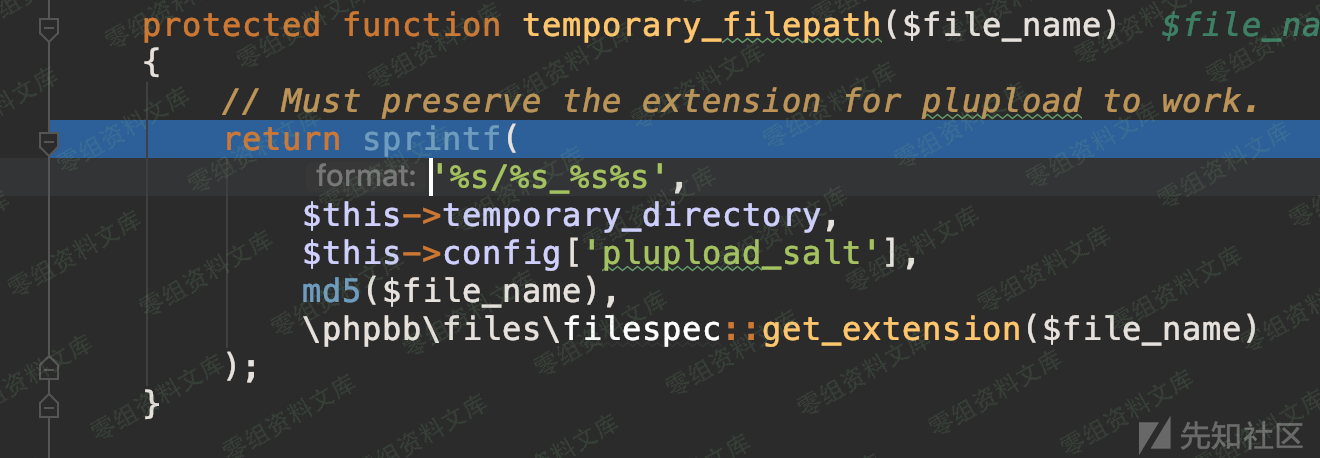 protected function temporary_filepath($file_name) $file_na
{
// Must preserve the extension for plupload to work.
return sprintf(
format: '%s/%s_%s%s',
$this->temporary_directory,
$this->config['plupload_salt'],
md5($file_name),
\phpbb\files\filespec::get_extension($file_name)
);
}
零组资料文库
先知社区